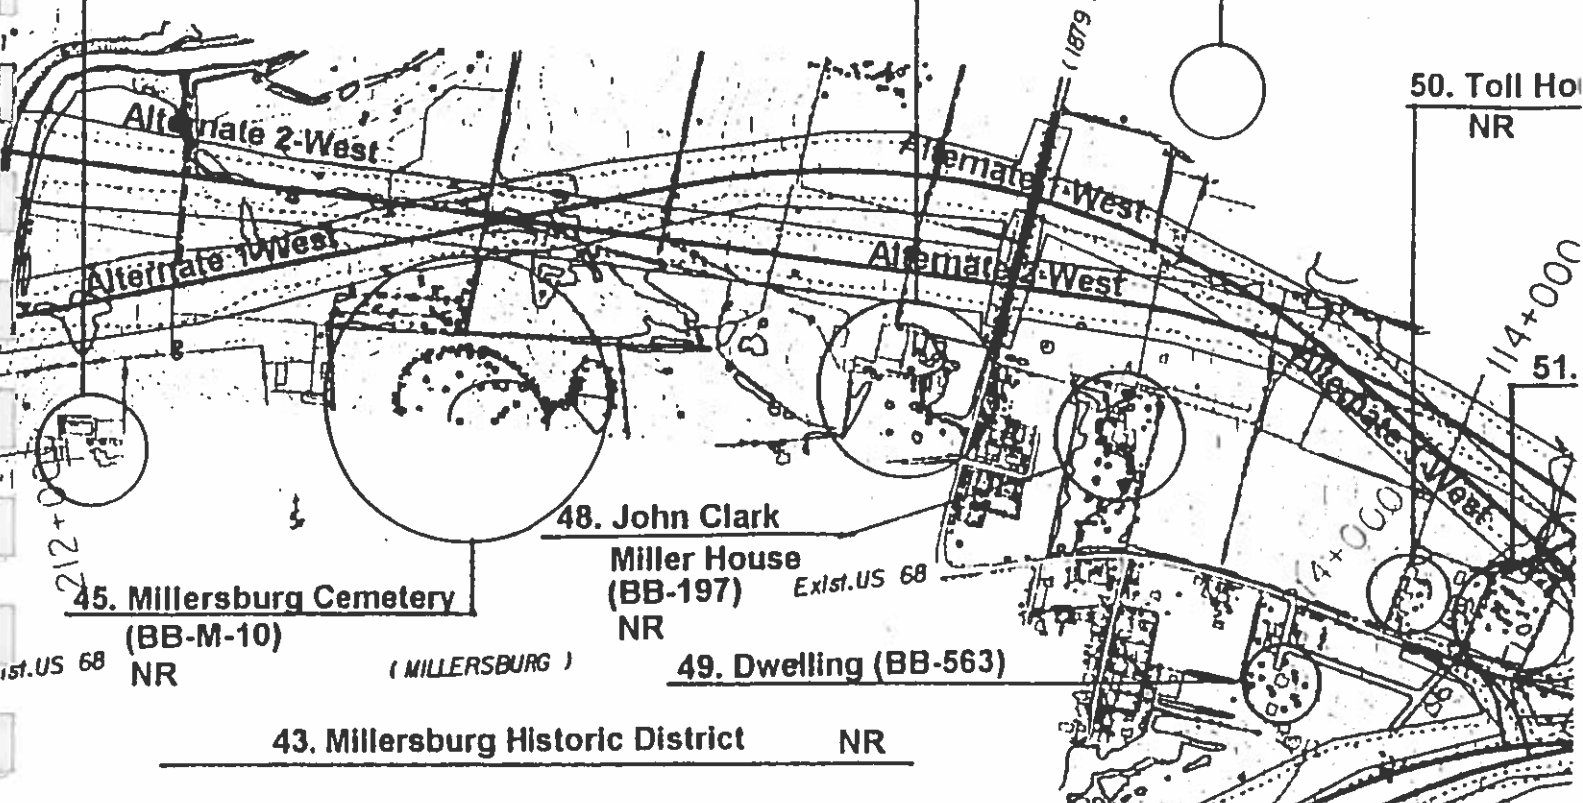 ( 1879
50. Toll Ho
NR
Alternate 2-West
Alternate 1-West
Alternate 1-West
Alternate 2-West
114+000
51.
Alternate
West
114+000
212+0
48. John Clark
Miller House
(BB-197)
NR
Exist.US 68
45. Millersburg Cemetery
(BB-M-10)
NR
ist.US 68
( MILLERSBURG )
49. Dwelling (BB-563)
43. Millersburg Historic District NR